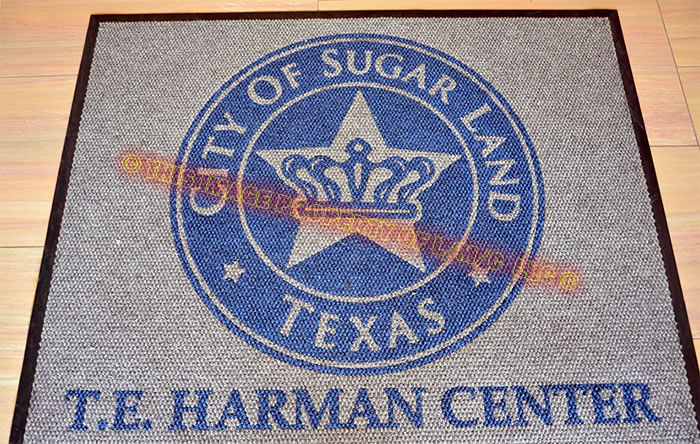 CITY OF SUGAR LAND
TEXAS
T.E. HARMAN CENTER